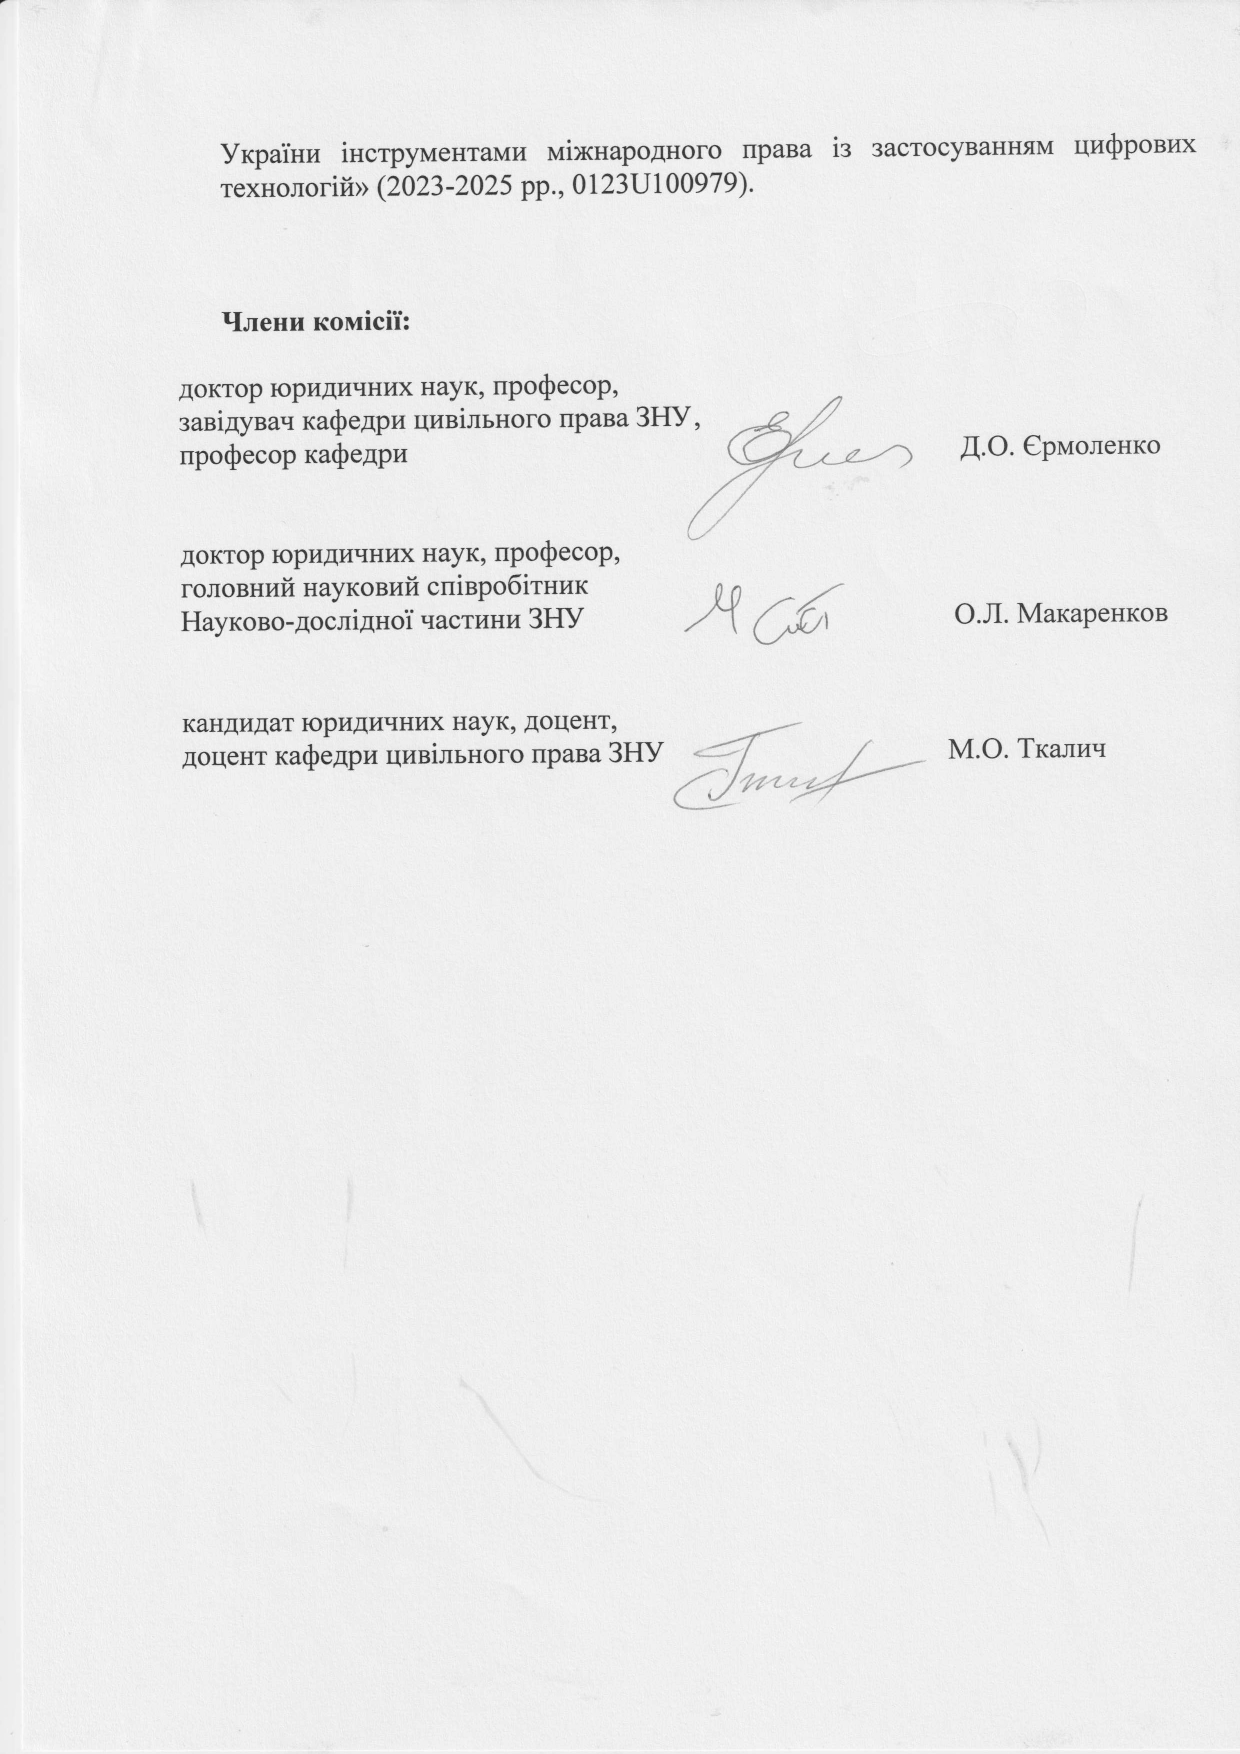 України інструментами міжнародного права із застосуванням цифрових
технологій» (2023-2025 рр., 0123U100979).
Члени комісії:
доктор юридичних наук, професор,
завідувач кафедри цивільного права ЗНУ,
професор кафедри
Д.О. Єрмоленко
доктор юридичних наук, професор,
головний науковий співробітник
Науково-дослідної частини ЗНУ
О.Л. Макаренков
кандидат юридичних наук, доцент,
доцент кафедри цивільного права ЗНУ
М.О. Ткалич